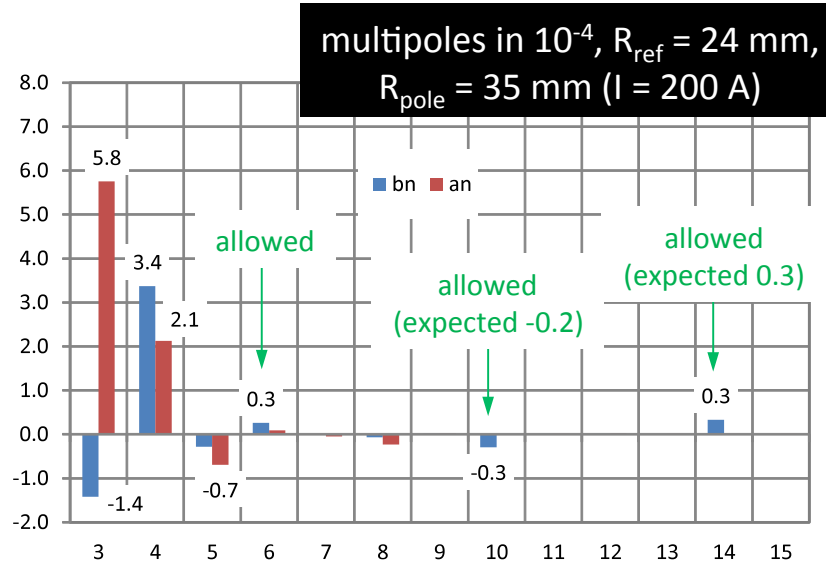 multipoles in 10⁻⁴, R_ref = 24 mm,
R_pole = 35 mm (I = 200 A)
8.0
7.0
6.0
5.0
4.0
3.0
2.0
1.0
0.0
-1.0
-2.0
5.8
bn an
allowed
allowed
(expected 0.3)
3.4
allowed
(expected -0.2)
2.1
0.3
0.3
-0.3
-0.7
-1.4
3 4 5 6 7 8 9 10 11 12 13 14 15